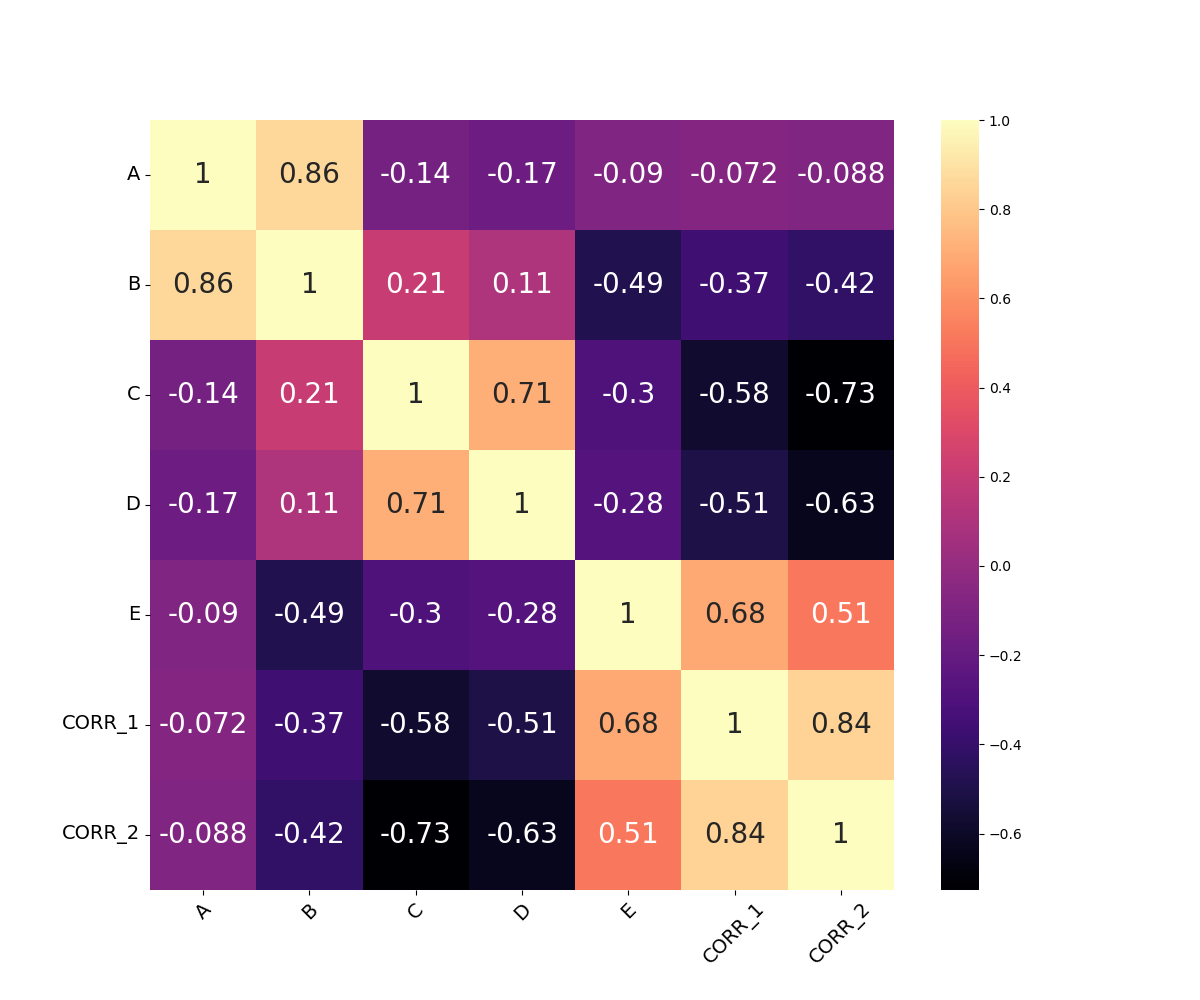 A 1 0.86 -0.14 -0.17 -0.09 -0.072 -0.088
B 0.86 1 0.21 0.11 -0.49 -0.37 -0.42
C -0.14 0.21 1 0.71 -0.3 -0.58 -0.73
D -0.17 0.11 0.71 1 -0.28 -0.51 -0.63
E -0.09 -0.49 -0.3 -0.28 1 0.68 0.51
CORR_1 -0.072 -0.37 -0.58 -0.51 0.68 1 0.84
CORR_2 -0.088 -0.42 -0.73 -0.63 0.51 0.84 1
A B C D E CORR_1 CORR_2
1.0
0.8
0.6
0.4
0.2
0.0
−0.2
−0.4
−0.6